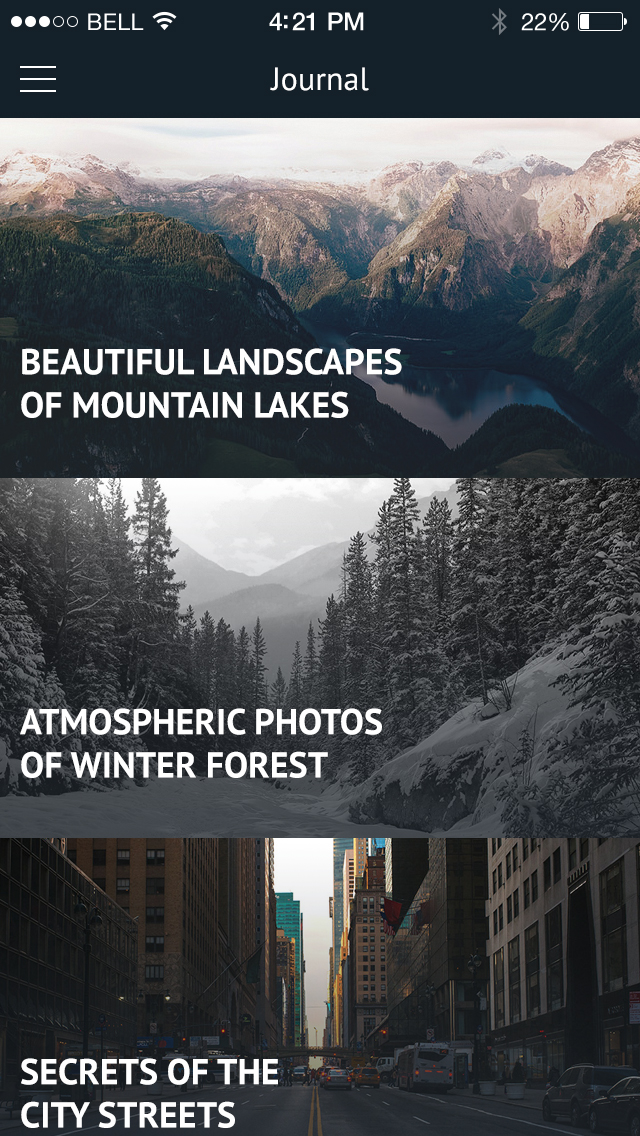 BELL 4:21 PM 22%
Journal
BEAUTIFUL LANDSCAPES
OF MOUNTAIN LAKES
ATMOSPHERIC PHOTOS
OF WINTER FOREST
SECRETS OF THE
CITY STREETS